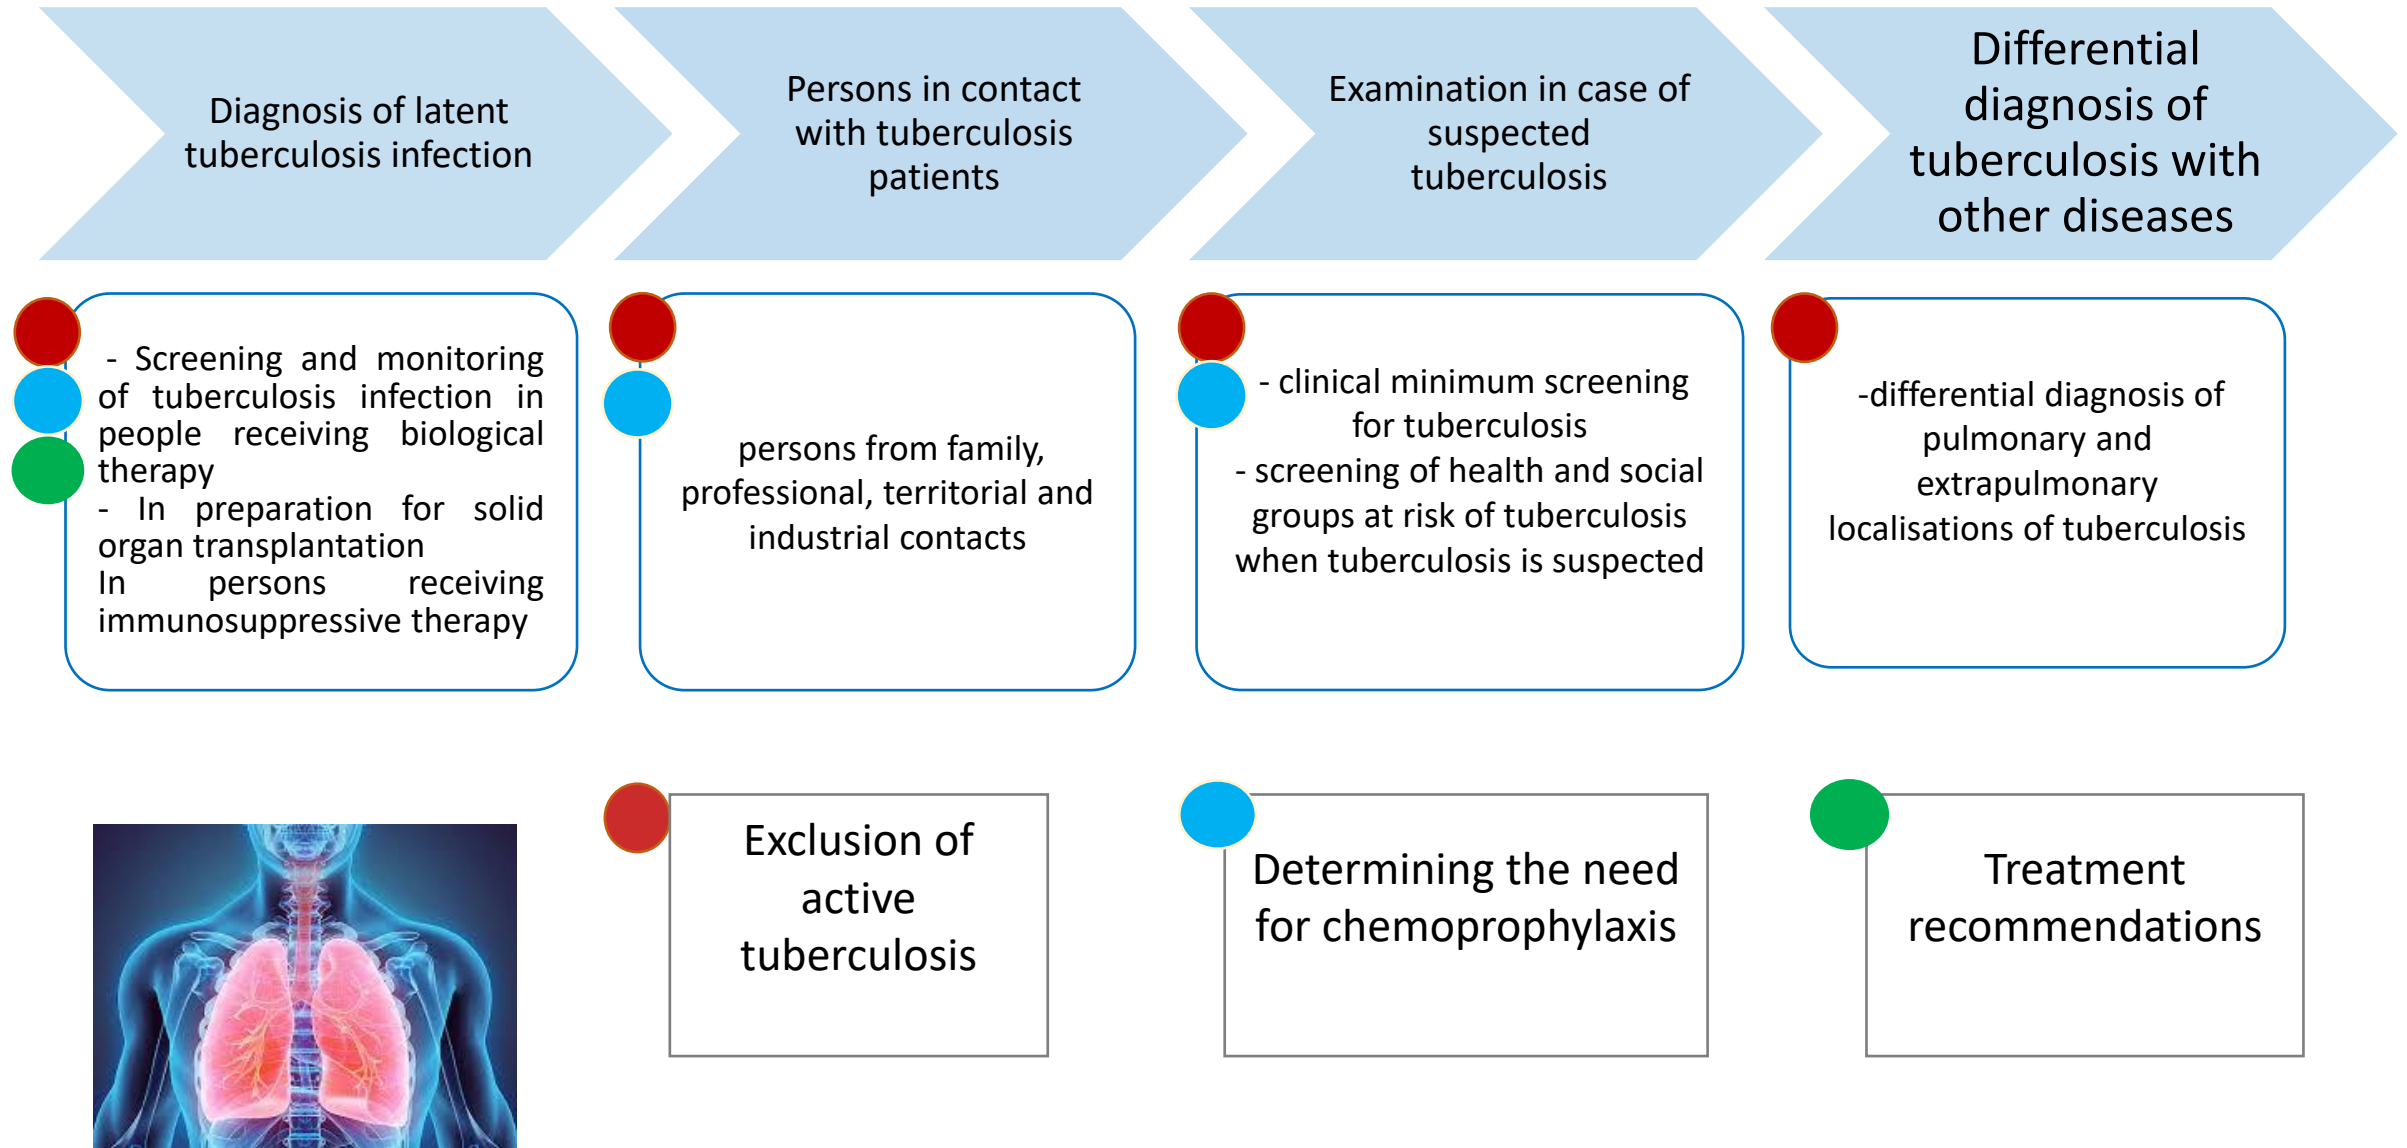 Diagnosis of latent
tuberculosis infection
Persons in contact
with tuberculosis
patients
Examination in case of
suspected
tuberculosis
Differential
diagnosis of
tuberculosis with
other diseases
- Screening and monitoring
of tuberculosis infection in
people receiving biological
therapy
- In preparation for solid
organ transplantation
In persons receiving
immunosuppressive therapy
persons from family,
professional, territorial and
industrial contacts
- clinical minimum screening
for tuberculosis
- screening of health and social
groups at risk of tuberculosis
when tuberculosis is suspected
-differential diagnosis of
pulmonary and
extrapulmonary
localisations of tuberculosis
Exclusion of
active
tuberculosis
Determining the need
for chemoprophylaxis
Treatment
recommendations